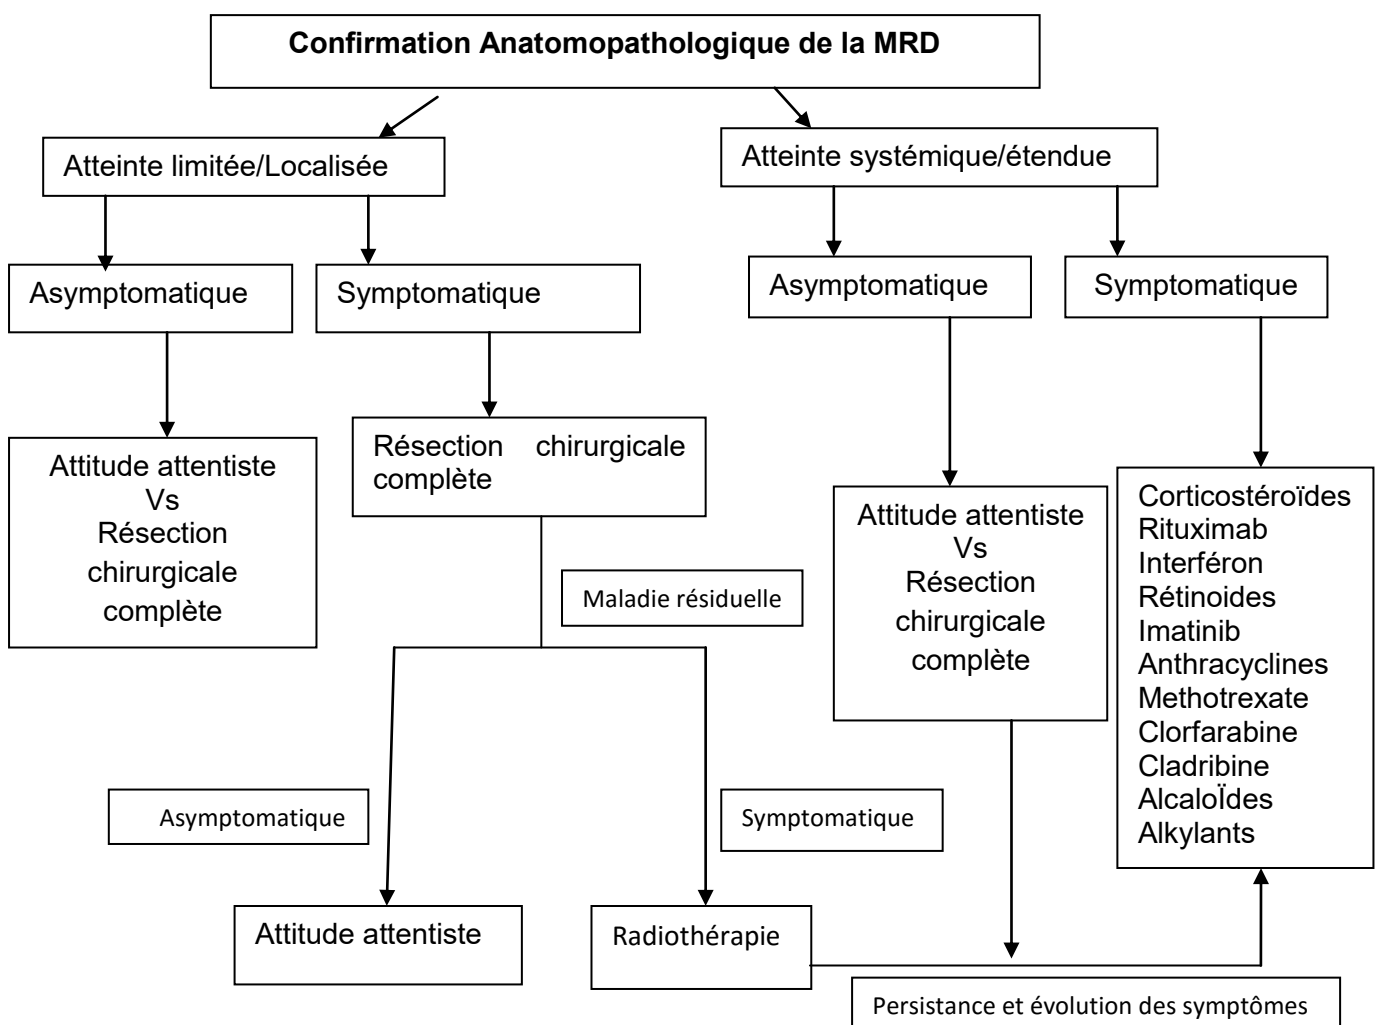 Confirmation Anatomopathologique de la MRD
Atteinte limitée/Localisée
Atteinte systémique/étendue
Asymptomatique
Symptomatique
Asymptomatique
Symptomatique
Attitude attentiste
Vs
Résection
chirurgicale
complète
Résection chirurgicale
complète
Maladie résiduelle
Attitude attentiste
Vs
Résection
chirurgicale
complète
Corticostéroïdes
Rituximab
Interféron
Rétinoides
Imatinib
Anthracyclines
Methotrexate
Clorfarabine
Cladribine
AlcaloÏdes
Alkylants
Asymptomatique
Symptomatique
Attitude attentiste
Radiothérapie
Persistance et évolution des symptômes